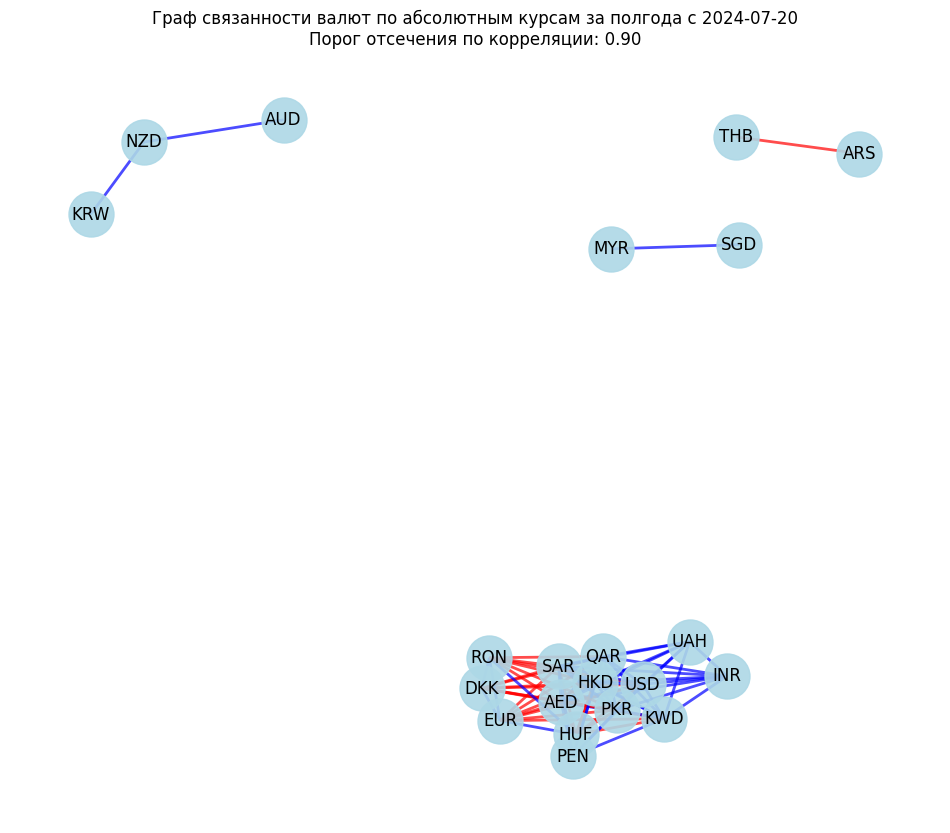 Граф связанности валют по абсолютным курсам за полгода с 2024-07-20
Порог отсечения по корреляции: 0.90
AUD
NZD
THB
ARS
KRW
MYR
SGD
UAH
RON
QAR
SAR
INR
HKD
USD
DKK
AED
PKR
KWD
EUR
HUF
PEN